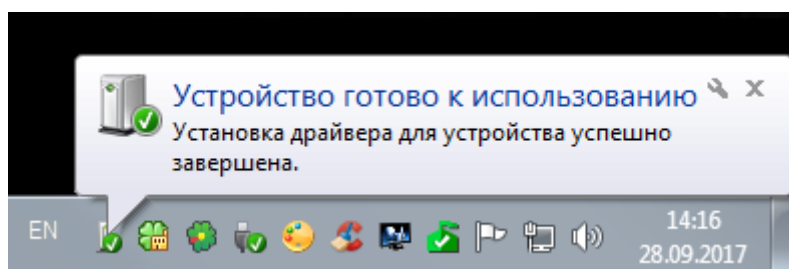 Устройство готово к использованию
Установка драйвера для устройства успешно
завершена.
EN
14:16
28.09.2017